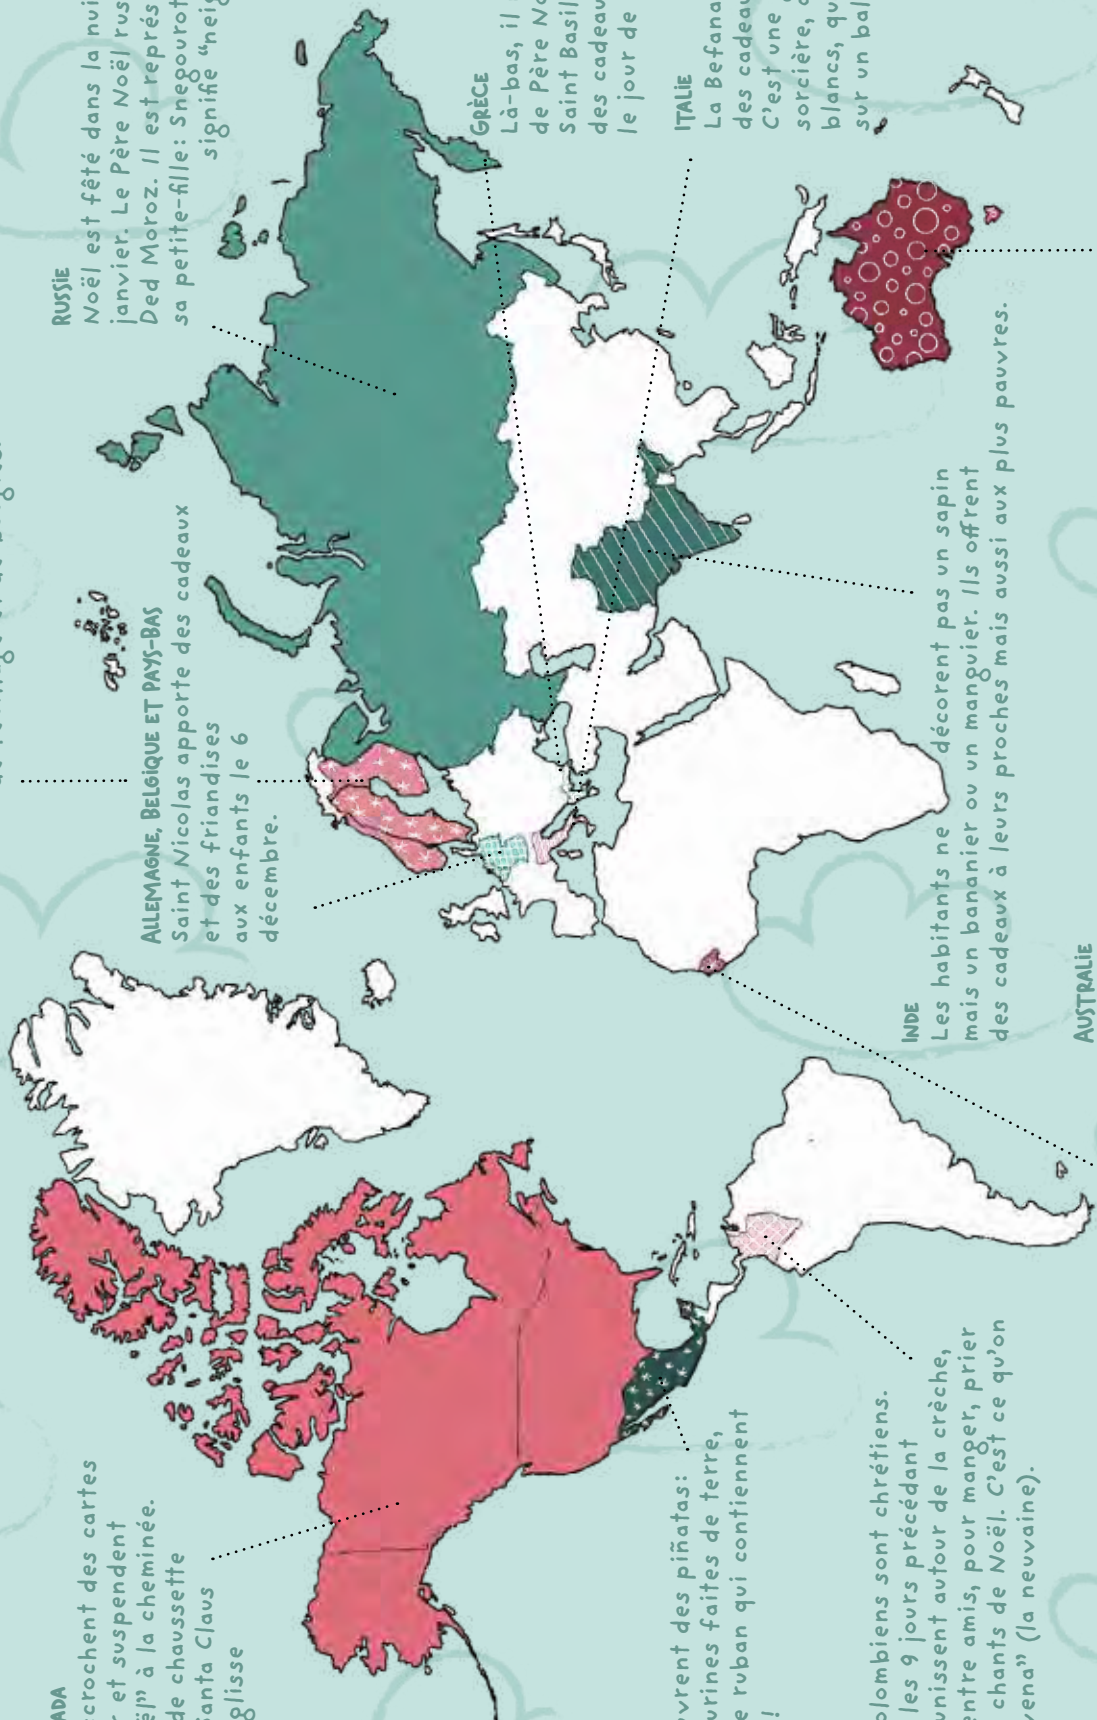 ADA
crochent des cartes
et suspendent
ël” à la cheminée.
de chaussette
anta Claus
glisse
ALLEMAGNE, BELGIQUE ET PAYS-BAS
Saint Nicolas apporte des cadeaux
et des friandises
aux enfants le 6
décembre.
RUSSIE
Noël est fêté dans la nui
janvier. Le Père Noël rus
Ded Moroz. Il est représ
sa petite-fille: Snegourot
signifie “neig
GRÈCE
Là-bas, il
de Père No
Saint Basil
des cadeau
le jour de
ITALIE
La Befana
des cadeau
C'est une
sorcière,
blancs, qu
sur un bal
vrent des piñatas:
urines faites de terre,
e ruban qui contiennent
!
olombiens sont chrétiens.
les 9 jours précédant
unissent autour de la crèche,
entre amis, pour manger, prier
chants de Noël. C'est ce qu'on
vena” (la neuvaine).
INDE
Les habitants ne décorent pas un sapin
mais un bananier ou un manguier. Ils offrent
des cadeaux à leurs proches mais aussi aux plus pauvres.
AUSTRALIE